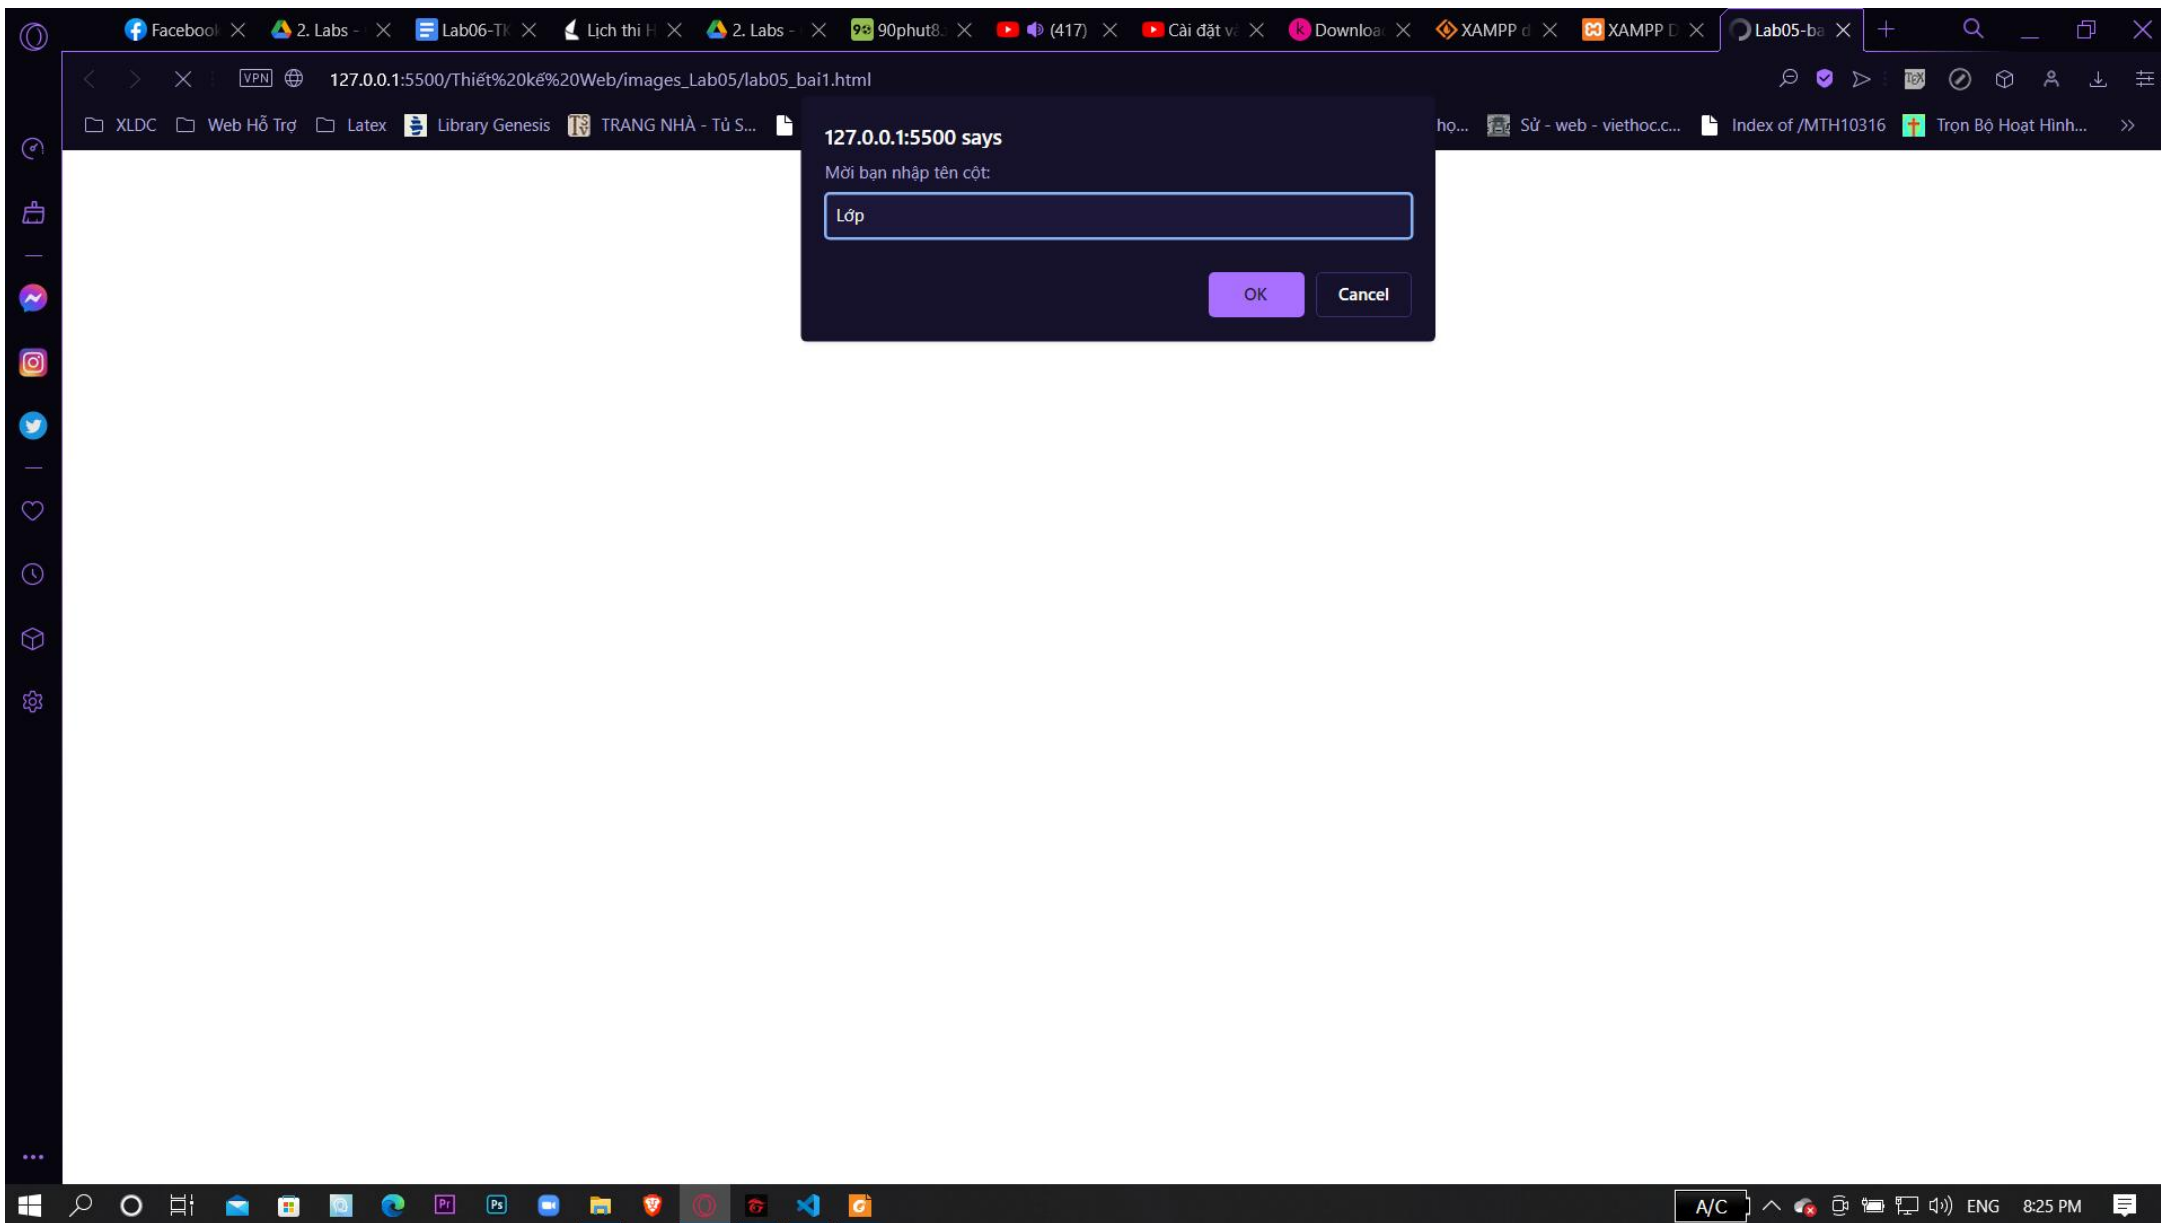 Facebook 2. Labs - Lab06-TK Lịch thi H 2. Labs - 90phut8. (417) Cài đặt và Download XAMPP d XAMPP D Lab05-ba
VPN 127.0.0.1:5500/Thiết%20kế%20Web/images_Lab05/lab05_bai1.html
XLDC Web Hỗ Trợ Latex Library Genesis TRANG NHÀ - Tủ S... họ... Sử - web - viethoc.c... Index of /MTH10316 Trọn Bộ Hoạt Hình...
127.0.0.1:5500 says
Mời bạn nhập tên cột:
Lớp
OK Cancel
A/C ENG 8:25 PM